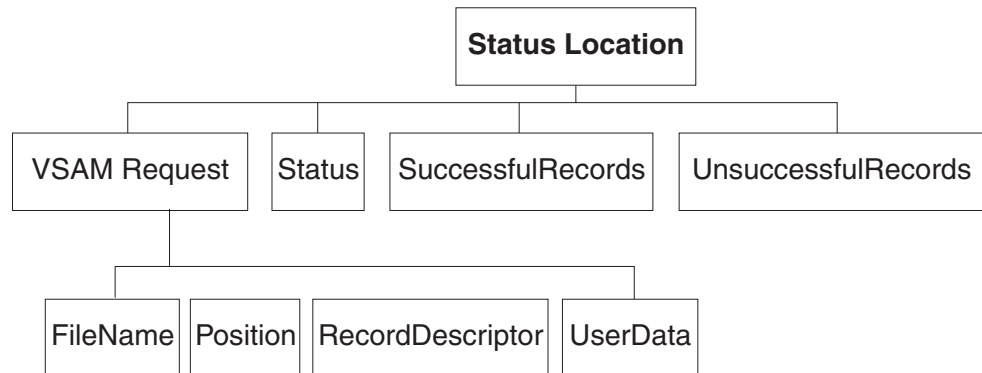 Status Location
VSAM Request
Status
SuccessfulRecords
UnsuccessfulRecords
FileName
Position
RecordDescriptor
UserData